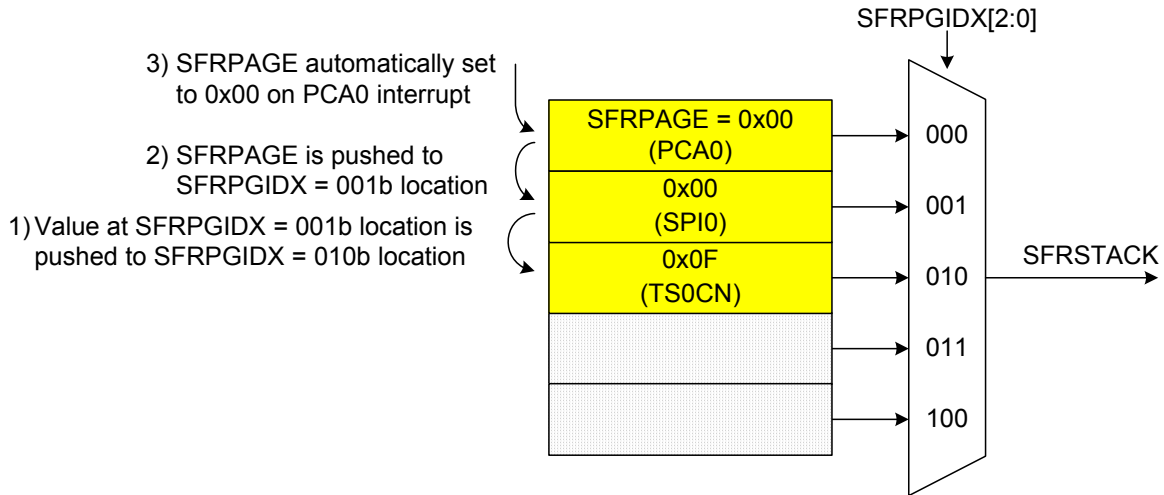 SFRPGIDX[2:0]
3) SFRPAGE automatically set
to 0x00 on PCA0 interrupt
2) SFRPAGE is pushed to
SFRPGIDX = 001b location
1) Value at SFRPGIDX = 001b location is
pushed to SFRPGIDX = 010b location
SFRPAGE = 0x00
(PCA0)
0x00
(SPI0)
0x0F
(TS0CN)
000
001
010
011
100
SFRSTACK